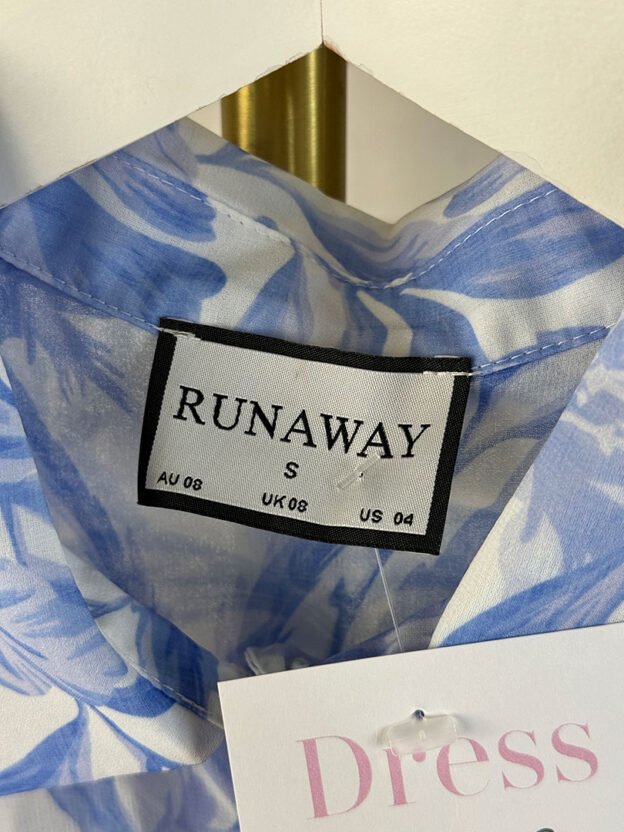 RUNAWAY
S
AU 08 UK 08 US 04
Dress